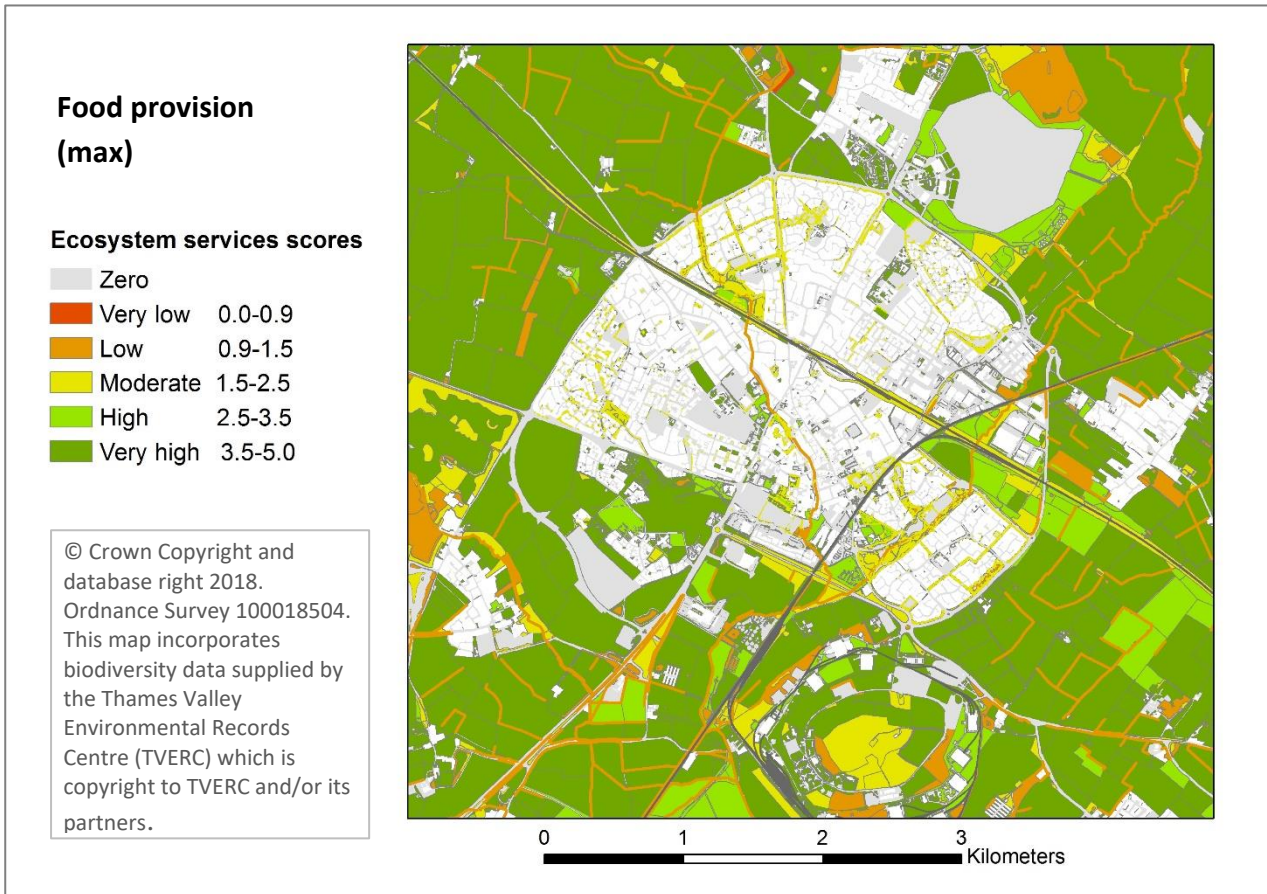 Food provision
(max)
Ecosystem services scores
Zero
Very low 0.0-0.9
Low 0.9-1.5
Moderate 1.5-2.5
High 2.5-3.5
Very high 3.5-5.0
© Crown Copyright and
database right 2018.
Ordnance Survey 100018504.
This map incorporates
biodiversity data supplied by
the Thames Valley
Environmental Records
Centre (TVERC) which is
copyright to TVERC and/or its
partners.
0 1 2 3
Kilometers